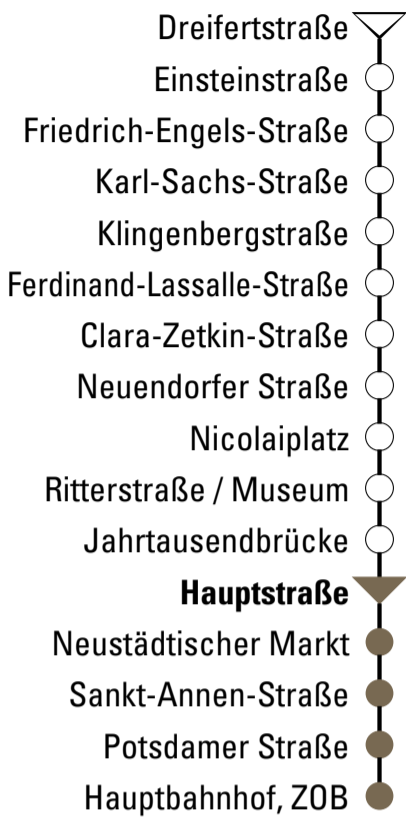 Dreifertstraße
Einsteinstraße
Friedrich-Engels-Straße
Karl-Sachs-Straße
Klingenbergstraße
Ferdinand-Lassalle-Straße
Clara-Zetkin-Straße
Neuendorfer Straße
Nicolaiplatz
Ritterstraße / Museum
Jahrtausendbrücke
Hauptstraße
Neustädtischer Markt
Sankt-Annen-Straße
Potsdamer Straße
Hauptbahnhof, ZOB